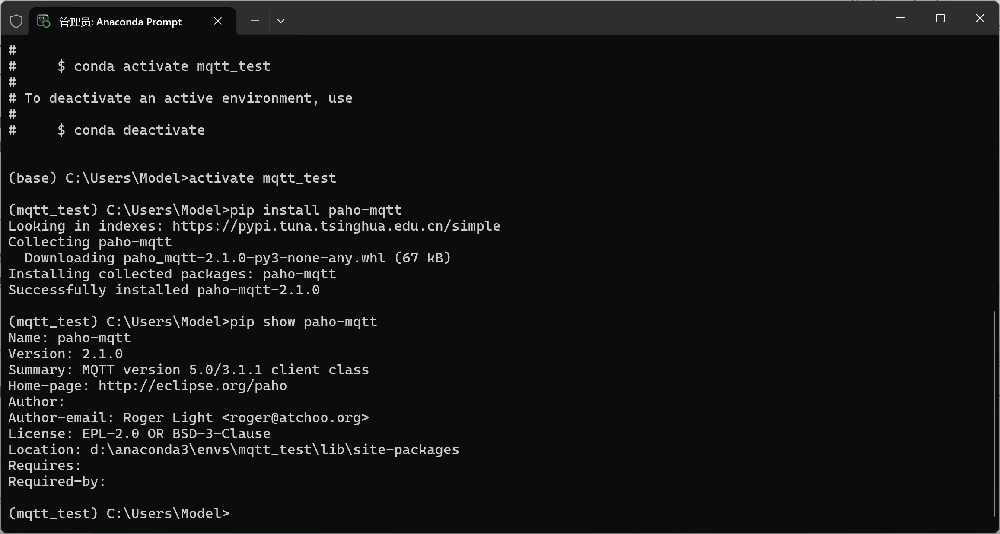 管理员: Anaconda Prompt
#
#     $ conda activate mqtt_test
#
# To deactivate an active environment, use
#
#     $ conda deactivate
(base) C:\Users\Model>activate mqtt_test
(mqtt_test) C:\Users\Model>pip install paho-mqtt
Looking in indexes: https://pypi.tuna.tsinghua.edu.cn/simple
Collecting paho-mqtt
  Downloading paho_mqtt-2.1.0-py3-none-any.whl (67 kB)
Installing collected packages: paho-mqtt
Successfully installed paho-mqtt-2.1.0
(mqtt_test) C:\Users\Model>pip show paho-mqtt
Name: paho-mqtt
Version: 2.1.0
Summary: MQTT version 5.0/3.1.1 client class
Home-page: http://eclipse.org/paho
Author:
Author-email: Roger Light <roger@atchoo.org>
License: EPL-2.0 OR BSD-3-Clause
Location: d:\anaconda3\envs\mqtt_test\lib\site-packages
Requires:
Required-by:
(mqtt_test) C:\Users\Model>